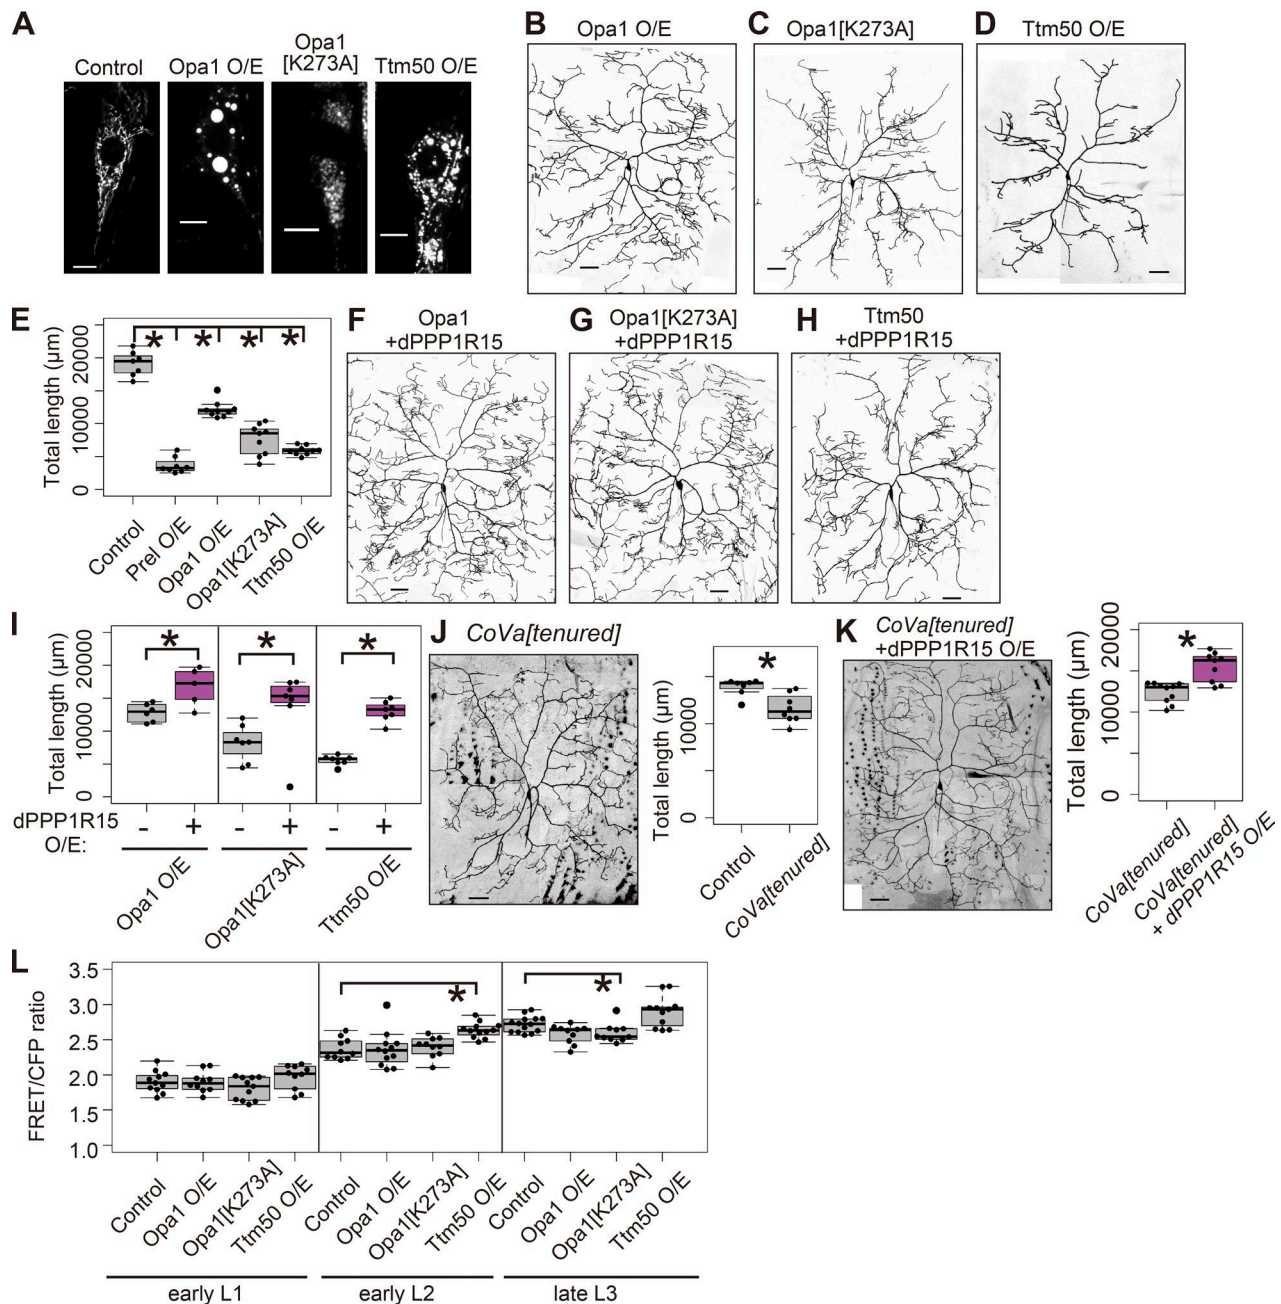 A
Control
Opa1 O/E
Opa1
[K273A]
Ttm50 O/E
B
Opa1 O/E
C
Opa1[K273A]
D
Ttm50 O/E
E
Total length (μm)
20000
10000
0
* * * *
Control
Prel O/E
Opa1 O/E
Opa1[K273A]
Ttm50 O/E
F
Opa1
+dPPP1R15
G
Opa1[K273A]
+dPPP1R15
H
Ttm50
+dPPP1R15
I
Total length (μm)
20000
10000
0
* * *
dPPP1R15
O/E:
- + - + - +
Opa1 O/E
Opa1[K273A]
Ttm50 O/E
J
CoVa[tenured]
Total length (μm)
10000
0
*
Control
CoVa[tenured]
K
CoVa[tenured]
+dPPP1R15 O/E
Total length (μm)
20000
10000
0
*
CoVa[tenured]
CoVa[tenured]
+ dPPP1R15 O/E
L
FRET/CFP ratio
3.5
3.0
2.5
2.0
1.5
1.0
* *
Control
Opa1 O/E
Opa1[K273A]
Ttm50 O/E
Control
Opa1 O/E
Opa1[K273A]
Ttm50 O/E
Control
Opa1 O/E
Opa1[K273A]
Ttm50 O/E
early L1
early L2
late L3